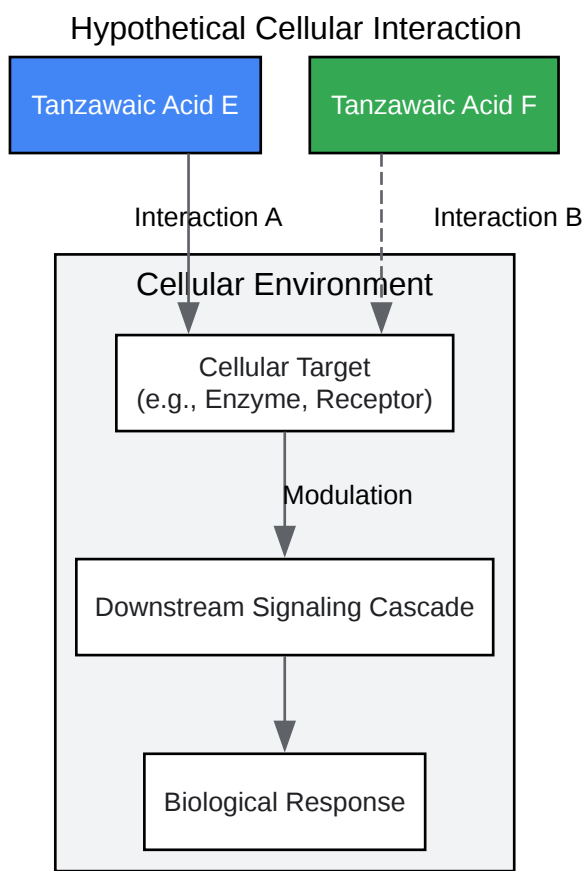 Hypothetical Cellular Interaction
Tanzawaic Acid E
Tanzawaic Acid F
Interaction A
Interaction B
Cellular Environment
Cellular Target
(e.g., Enzyme, Receptor)
Modulation
Downstream Signaling Cascade
Biological Response